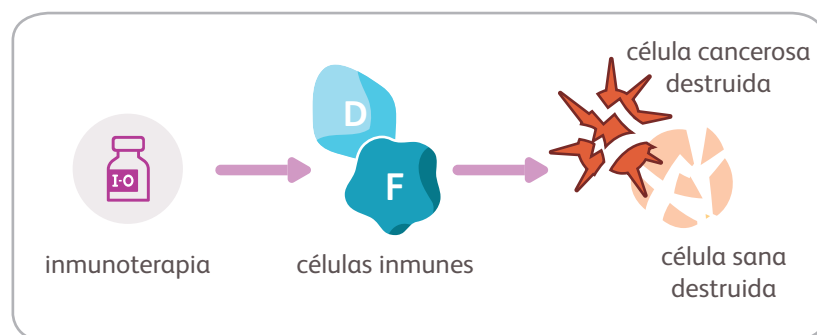 célula cancerosa
destruida
D
I-O
F
inmunoterapia
células inmunes
célula sana
destruida